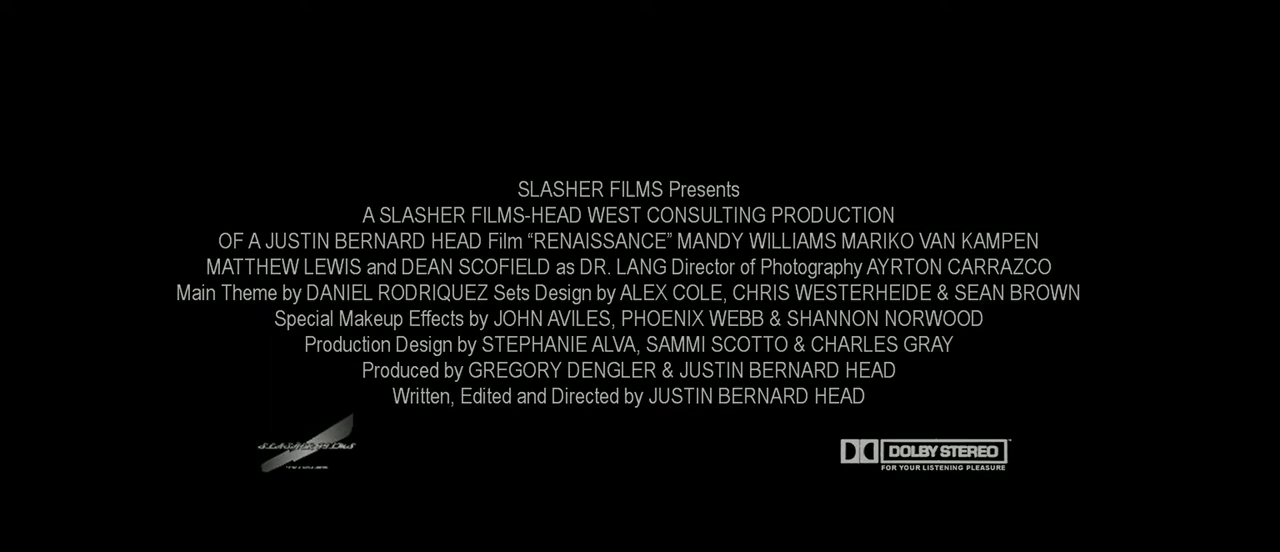 SLASHER FILMS Presents
A SLASHER FILMS-HEAD WEST CONSULTING PRODUCTION
OF A JUSTIN BERNARD HEAD Film “RENAISSANCE” MANDY WILLIAMS MARIKO VAN KAMPEN
MATTHEW LEWIS and DEAN SCOFIELD as DR. LANG Director of Photography AYRTON CARRAZCO
Main Theme by DANIEL RODRIQUEZ Sets Design by ALEX COLE, CHRIS WESTERHEIDE & SEAN BROWN
Special Makeup Effects by JOHN AVILES, PHOENIX WEBB & SHANNON NORWOOD
Production Design by STEPHANIE ALVA, SAMMI SCOTTO & CHARLES GRAY
Produced by GREGORY DENGLER & JUSTIN BERNARD HEAD
Written, Edited and Directed by JUSTIN BERNARD HEAD
SLASHER FILMS
DOLBY STEREO™
FOR YOUR LISTENING PLEASURE